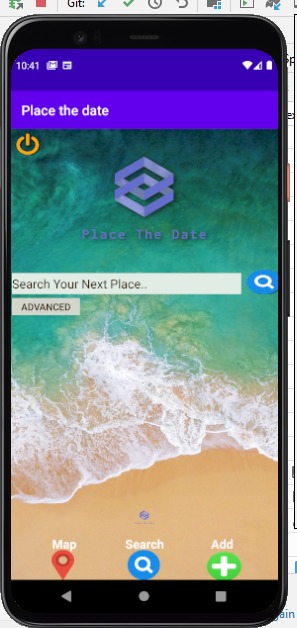 Git:
10:41
Place the date
Place The Date
Search Your Next Place..
ADVANCED
Map Search Add